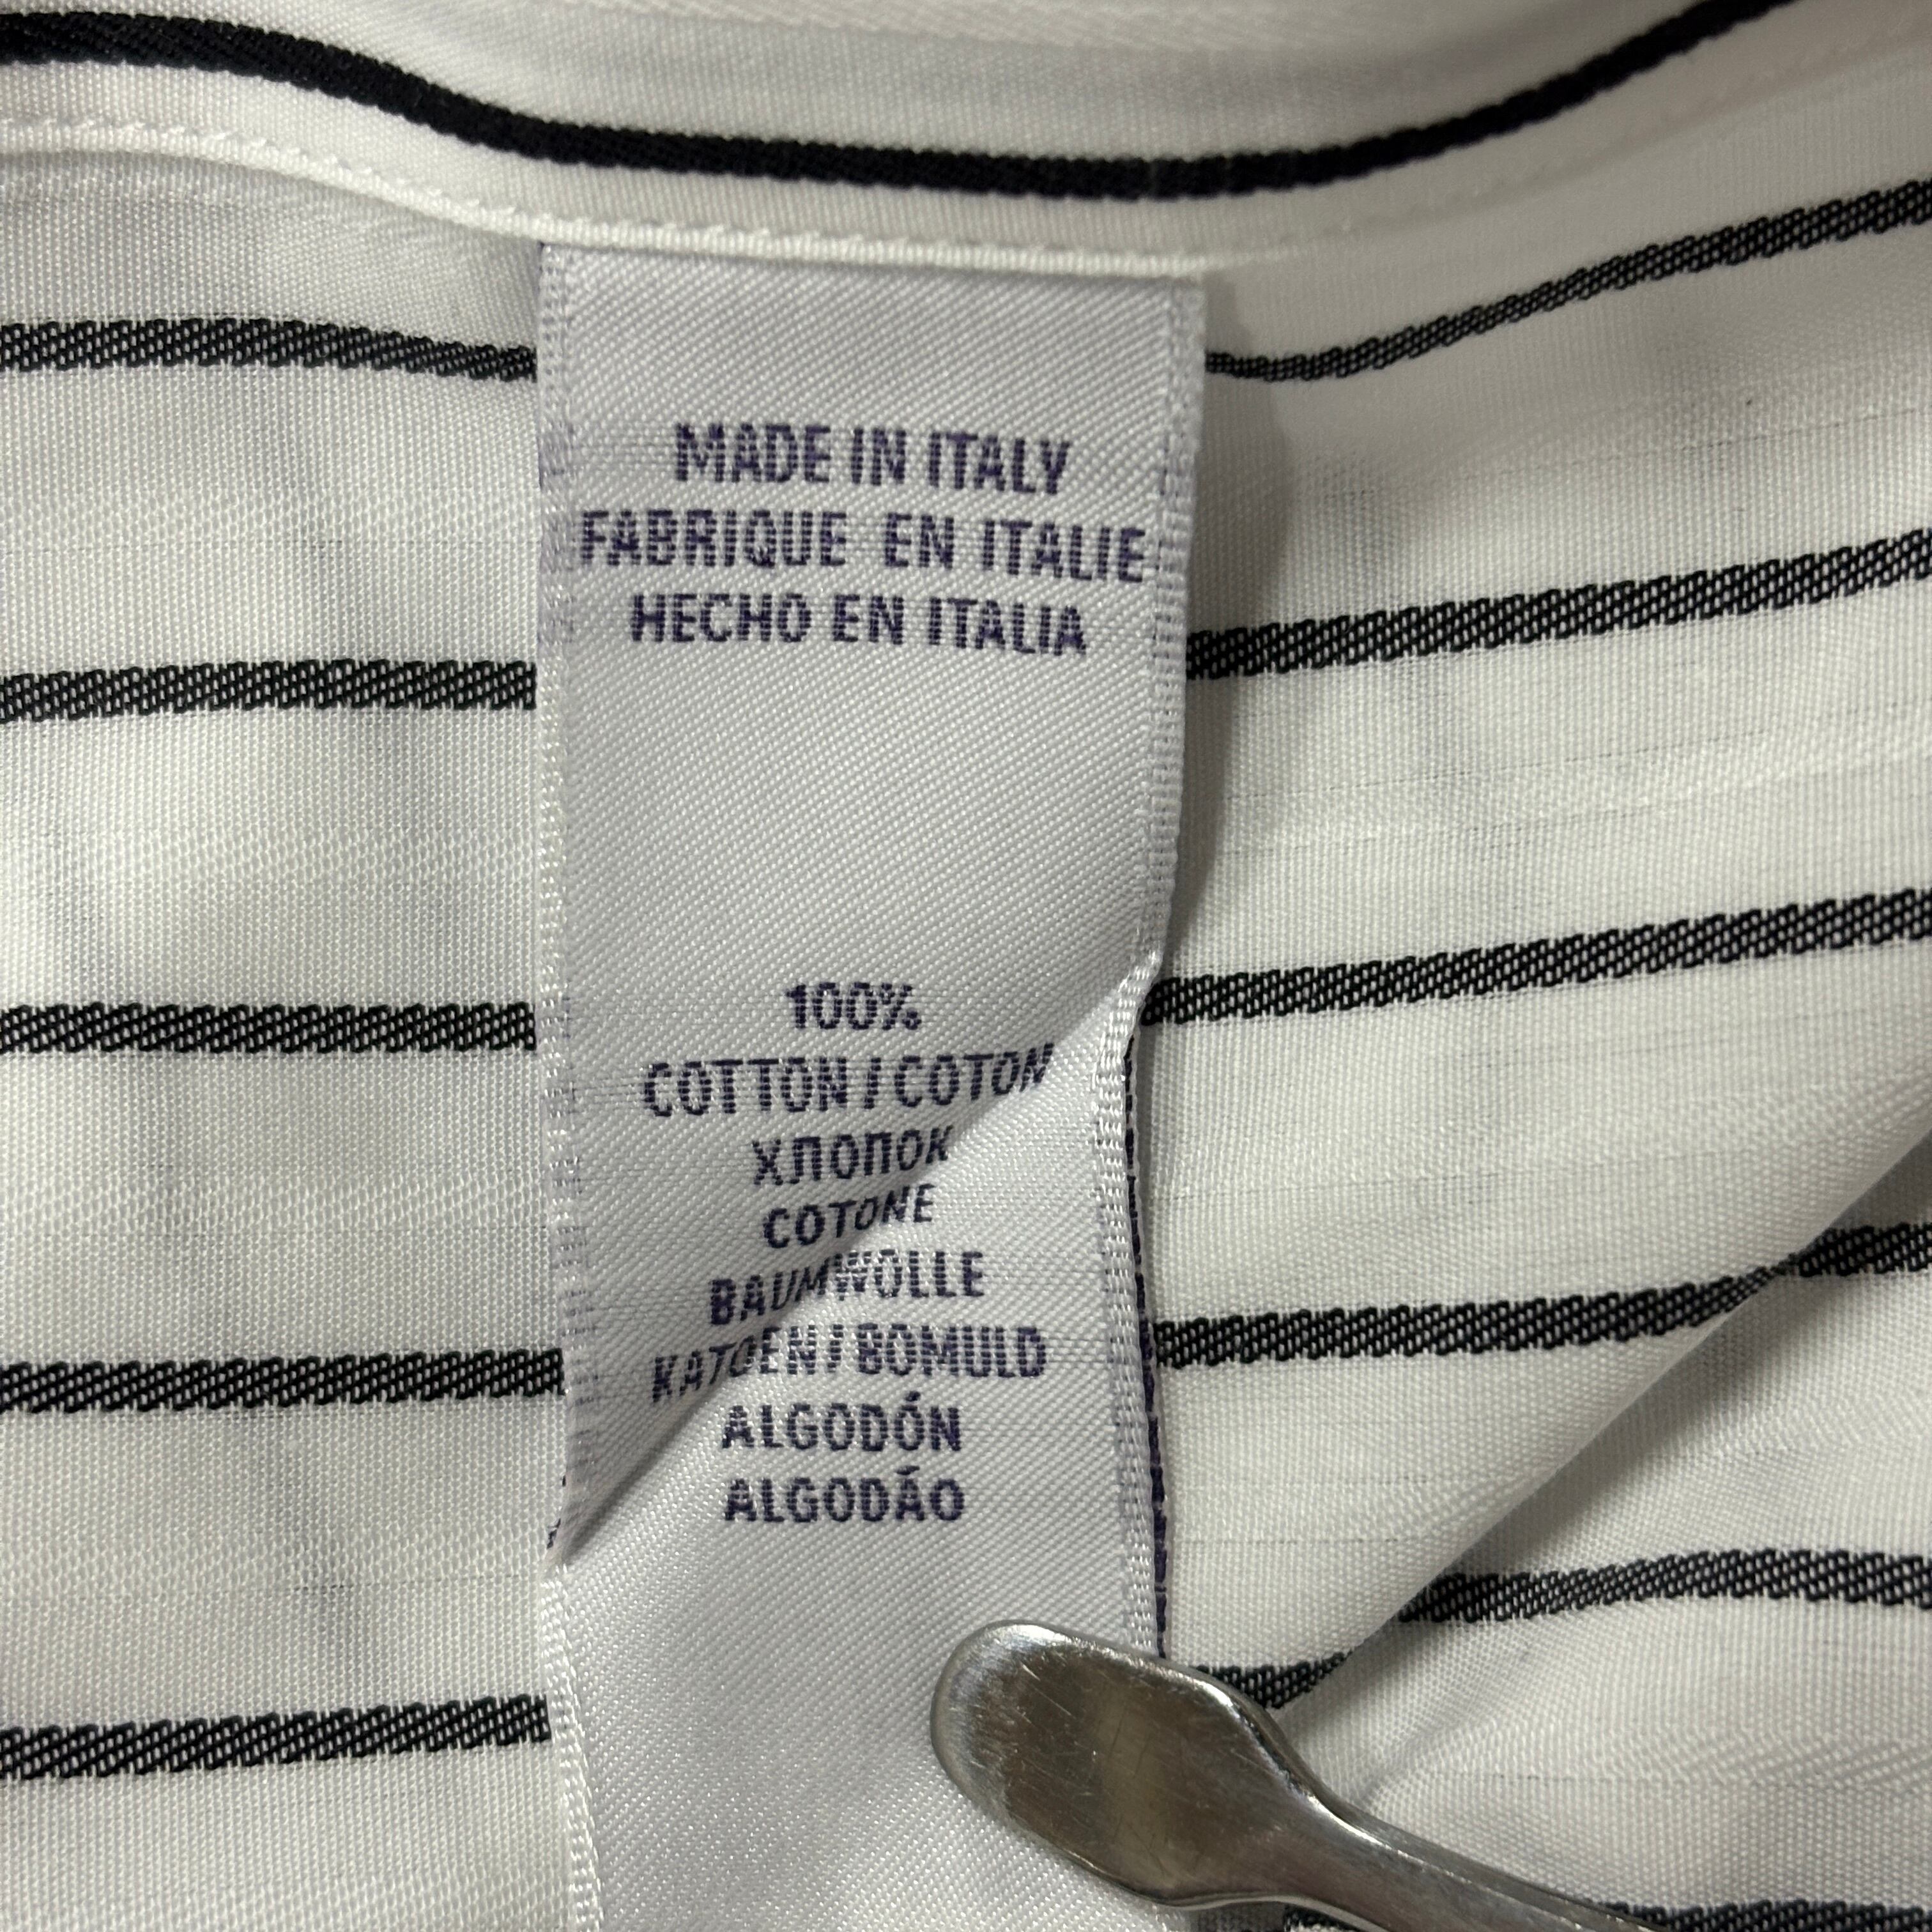 MADE IN ITALY
FABRIQUE EN ITALIE
HECHO EN ITALIA
100%
COTTON / COTON
ХЛОПОК
COTONE
BAUMWOLLE
KATOEN / BOMULD
ALGODÓN
ALGODÃO